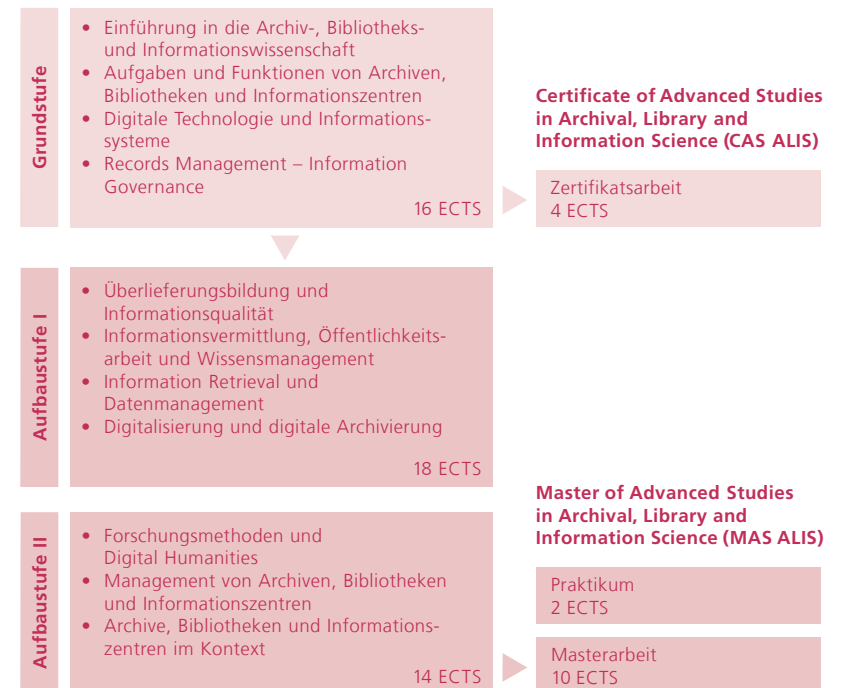 Grundstufe
• Einführung in die Archiv-, Bibliotheks-
und Informationswissenschaft
• Aufgaben und Funktionen von Archiven,
Bibliotheken und Informationszentren
• Digitale Technologie und Informations-
systeme
• Records Management – Information
Governance
16 ECTS
Certificate of Advanced Studies
in Archival, Library and
Information Science (CAS ALIS)
Zertifikatsarbeit
4 ECTS
Aufbaustufe I
• Überlieferungsbildung und
Informationsqualität
• Informationsvermittlung, Öffentlichkeits-
arbeit und Wissensmanagement
• Information Retrieval und
Datenmanagement
• Digitalisierung und digitale Archivierung
18 ECTS
Aufbaustufe II
• Forschungsmethoden und
Digital Humanities
• Management von Archiven, Bibliotheken
und Informationszentren
• Archive, Bibliotheken und Informations-
zentren im Kontext
14 ECTS
Master of Advanced Studies
in Archival, Library and
Information Science (MAS ALIS)
Praktikum
2 ECTS
Masterarbeit
10 ECTS